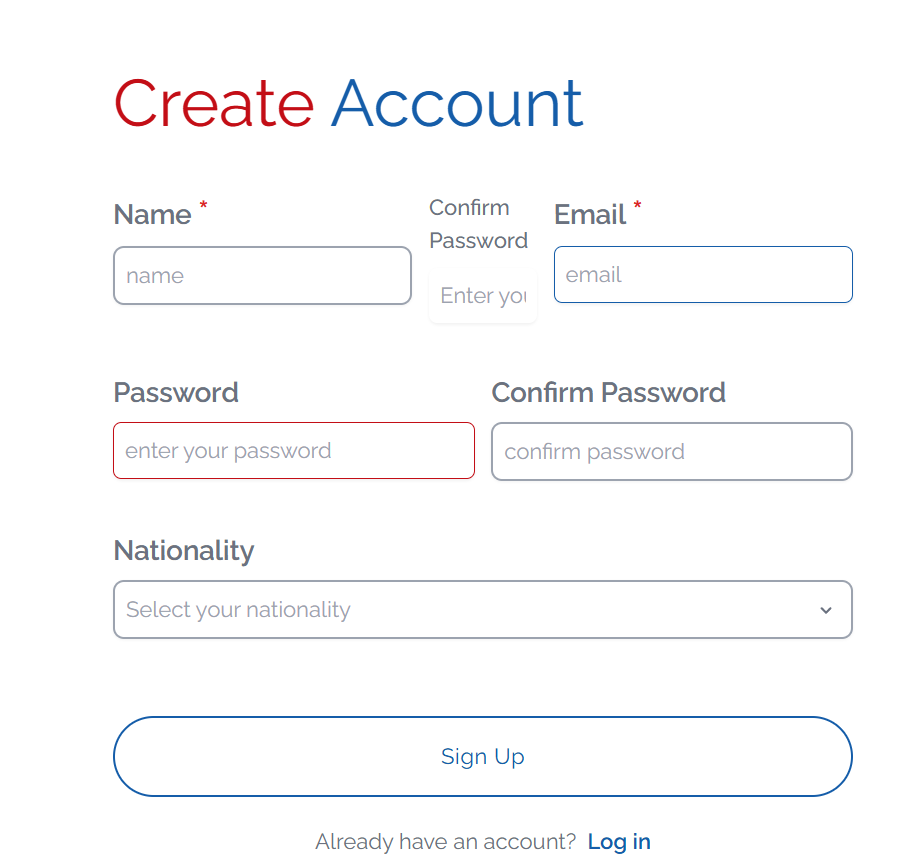 Create Account
Name *
Confirm
Password
Email *
name
Enter you
email
Password
Confirm Password
enter your password
confirm password
Nationality
Select your nationality
Sign Up
Already have an account? Log in